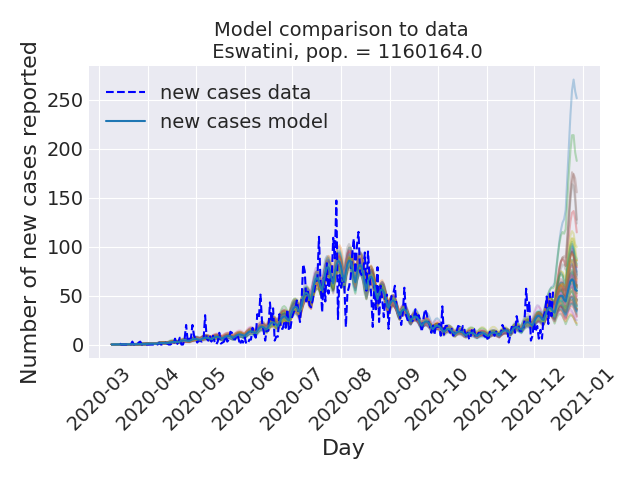 Model comparison to data
Eswatini, pop. = 1160164.0
Number of new cases reported
250
200
150
100
50
0
new cases data
new cases model
2020-03
2020-04
2020-05
2020-06
2020-07
2020-08
2020-09
2020-10
2020-11
2020-12
2021-01
Day